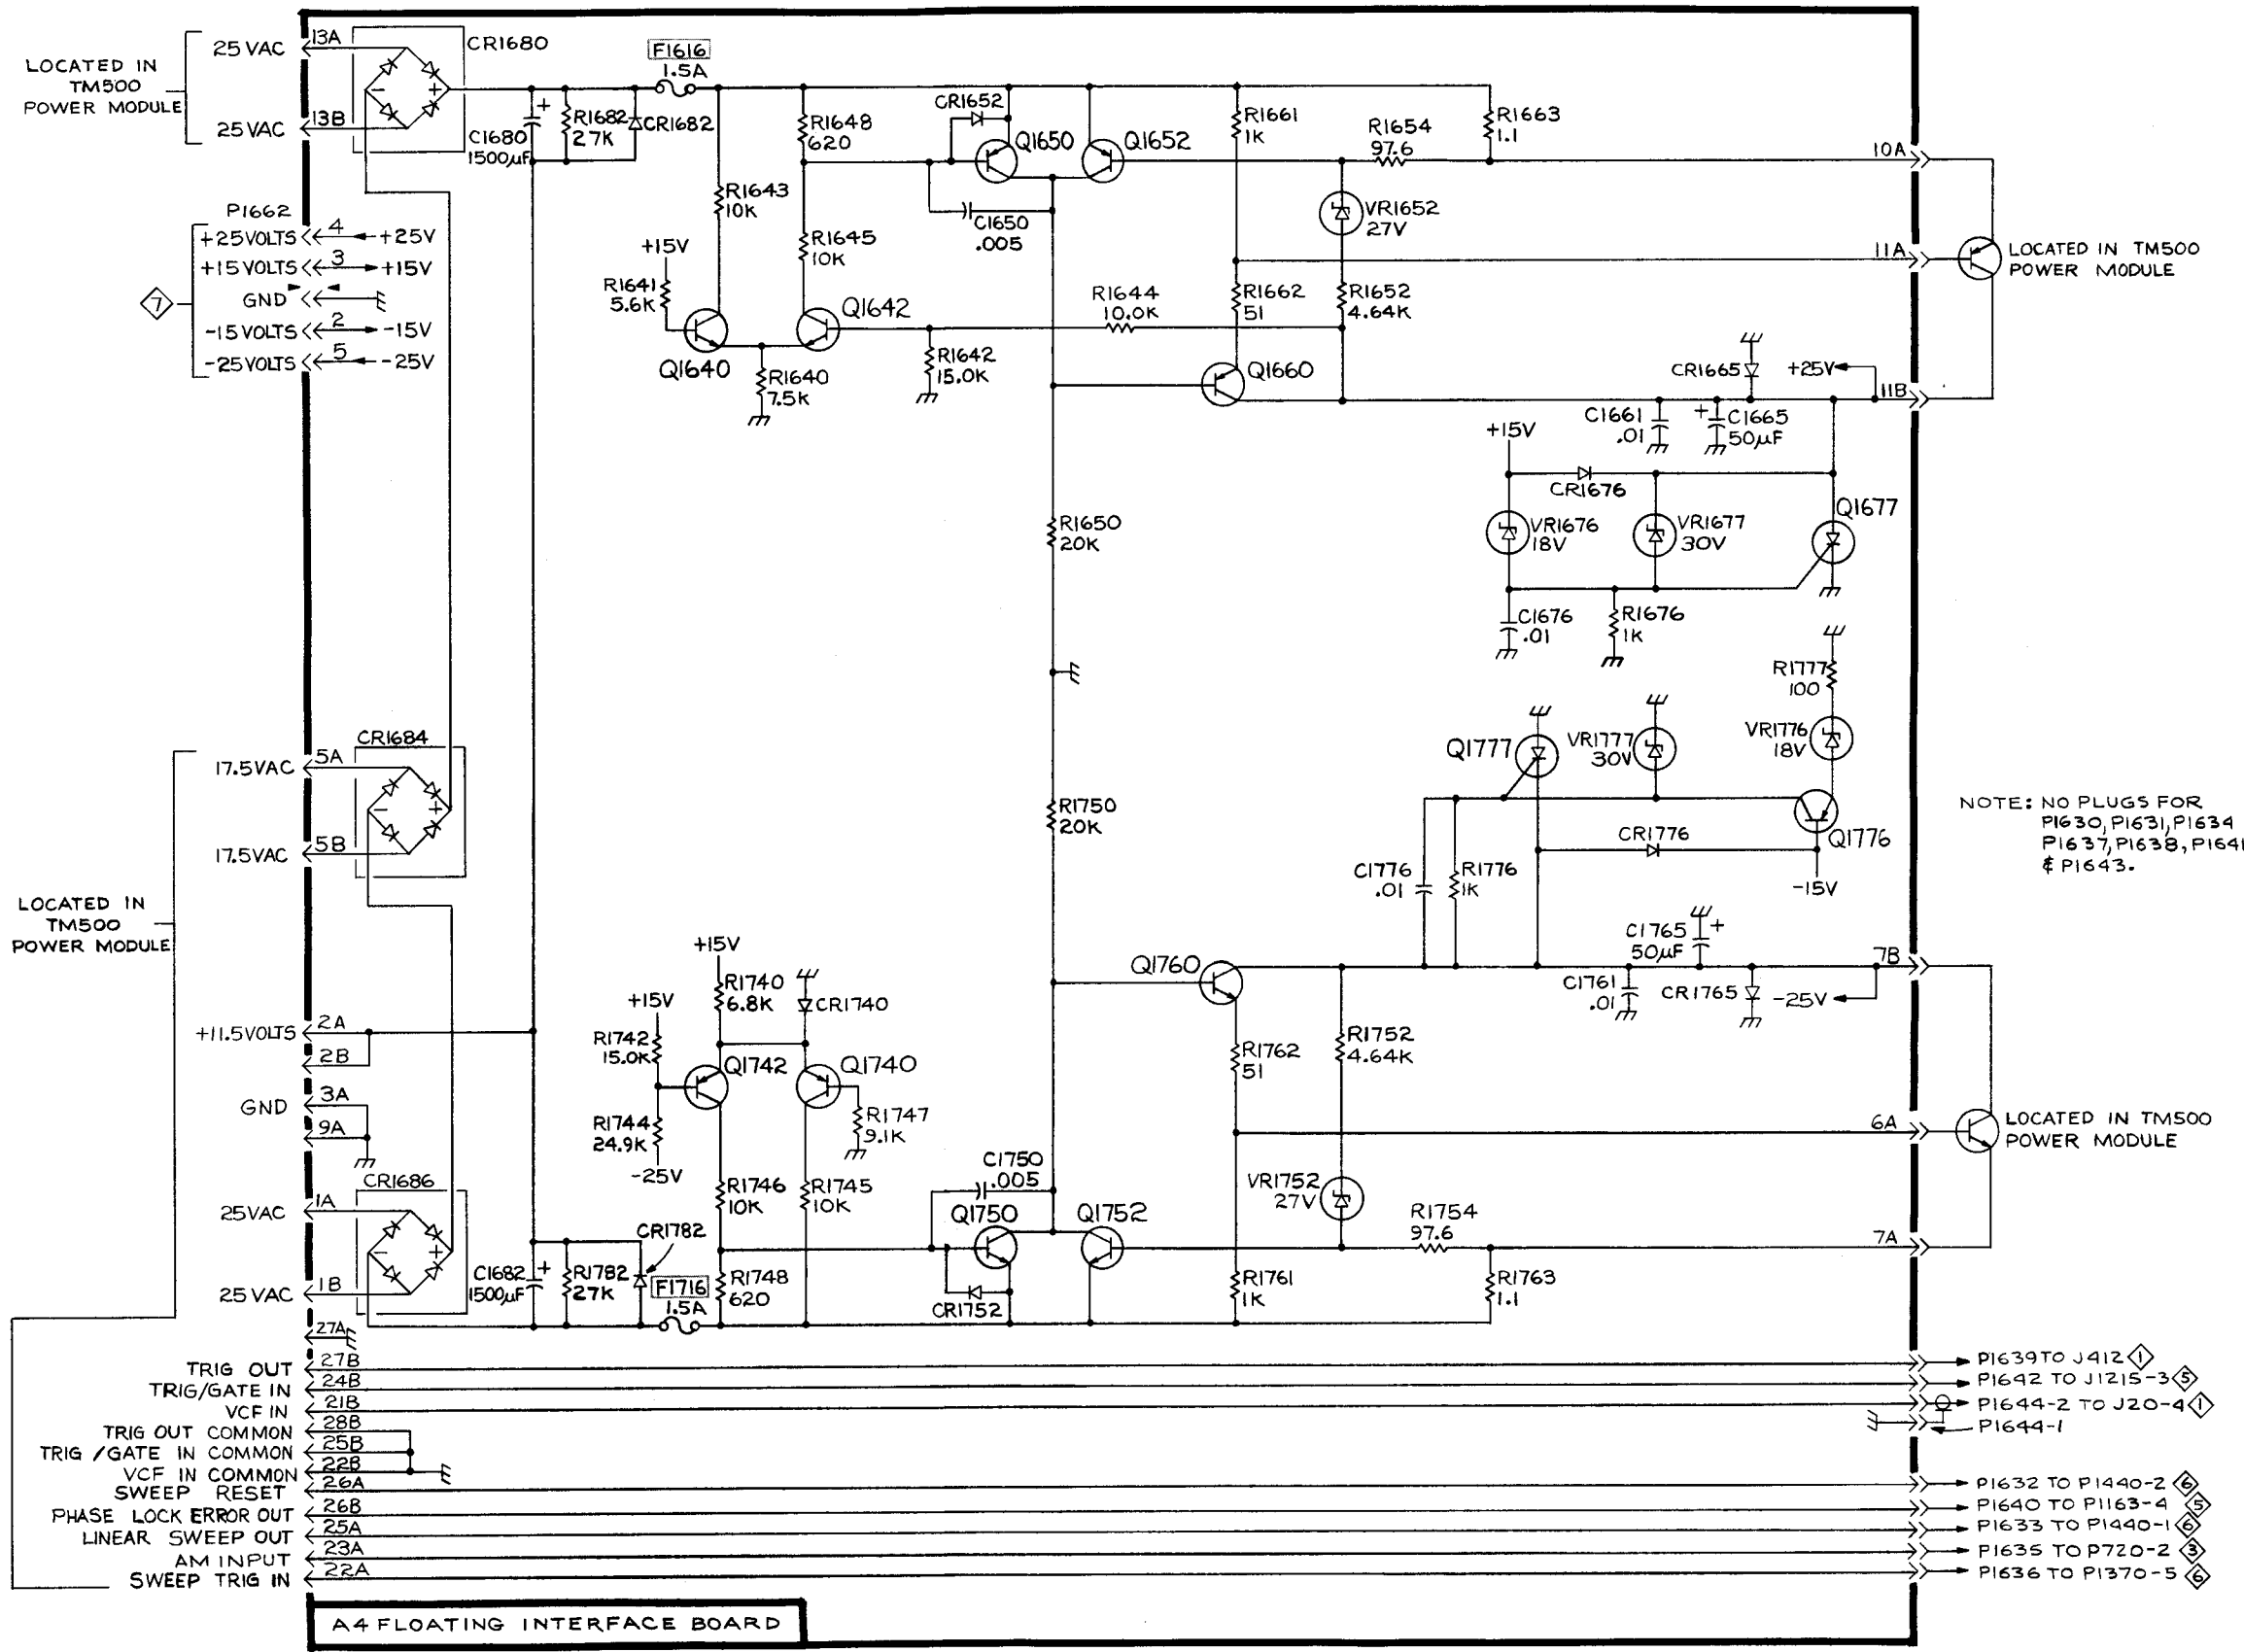 LOCATED IN
TM500
POWER MODULE
25 VAC
13A
25 VAC
13B
CR1680
C1680
1500µF
+
R1682
27K
CR1682
F1616
1.5A
R1648
620
CR1652
Q1650
Q1652
R1661
1K
R1654
97.6
R1663
1.1
10A
P1662
+25VOLTS
4
+25V
+15VOLTS
3
+15V
GND
-15VOLTS
2
-15V
-25VOLTS
5
-25V
7
R1643
10K
+15V
R1641
5.6K
R1645
10K
C1650
.005
VR1652
27V
11A
LOCATED IN TM500
POWER MODULE
Q1640
Q1642
R1640
7.5K
R1642
15.0K
R1644
10.0K
R1662
51
R1652
4.64K
Q1660
CR1665
+25V
11B
C1661
.01
+
C1665
50µF
+15V
CR1676
VR1676
18V
VR1677
30V
Q1677
C1676
.01
R1676
1K
R1650
20K
R1777
100
CR1684
17.5VAC
5A
17.5VAC
5B
Q1777
VR1777
30V
VR1776
18V
R1750
20K
Q1776
CR1776
-15V
C1776
.01
R1776
1K
NOTE: NO PLUGS FOR
P1630, P1631, P1634
P1637, P1638, P1641
& P1643.
LOCATED IN
TM500
POWER MODULE
+15V
R1740
6.8K
CR1740
+15V
R1742
15.0K
Q1742
Q1740
R1744
24.9K
-25V
R1747
9.1K
Q1760
C1765
50µF
+
C1761
.01
CR1765
-25V
7B
+11.5VOLTS
2A
2B
GND
3A
9A
R1762
51
R1752
4.64K
6A
LOCATED IN TM500
POWER MODULE
CR1686
25VAC
1A
25 VAC
1B
R1746
10K
R1745
10K
C1750
.005
Q1750
Q1752
VR1752
27V
R1754
97.6
7A
C1682
1500µF
+
R1782
27K
CR1782
F1716
1.5A
R1748
620
CR1752
R1761
1K
R1763
1.1
27A
TRIG OUT
27B
P1639 TO J412 1
TRIG/GATE IN
24B
P1642 TO J1215-3 5
VCF IN
21B
P1644-2 TO J20-4 1
TRIG OUT COMMON
28B
P1644-1
TRIG /GATE IN COMMON
25B
VCF IN COMMON
22B
SWEEP RESET
26A
P1632 TO P1440-2 6
PHASE LOCK ERROR OUT
26B
P1640 TO P1163-4 5
LINEAR SWEEP OUT
25A
P1633 TO P1440-1 6
AM INPUT
23A
P1635 TO P720-2 3
SWEEP TRIG IN
22A
P1636 TO P1370-5 6
A4 FLOATING INTERFACE BOARD